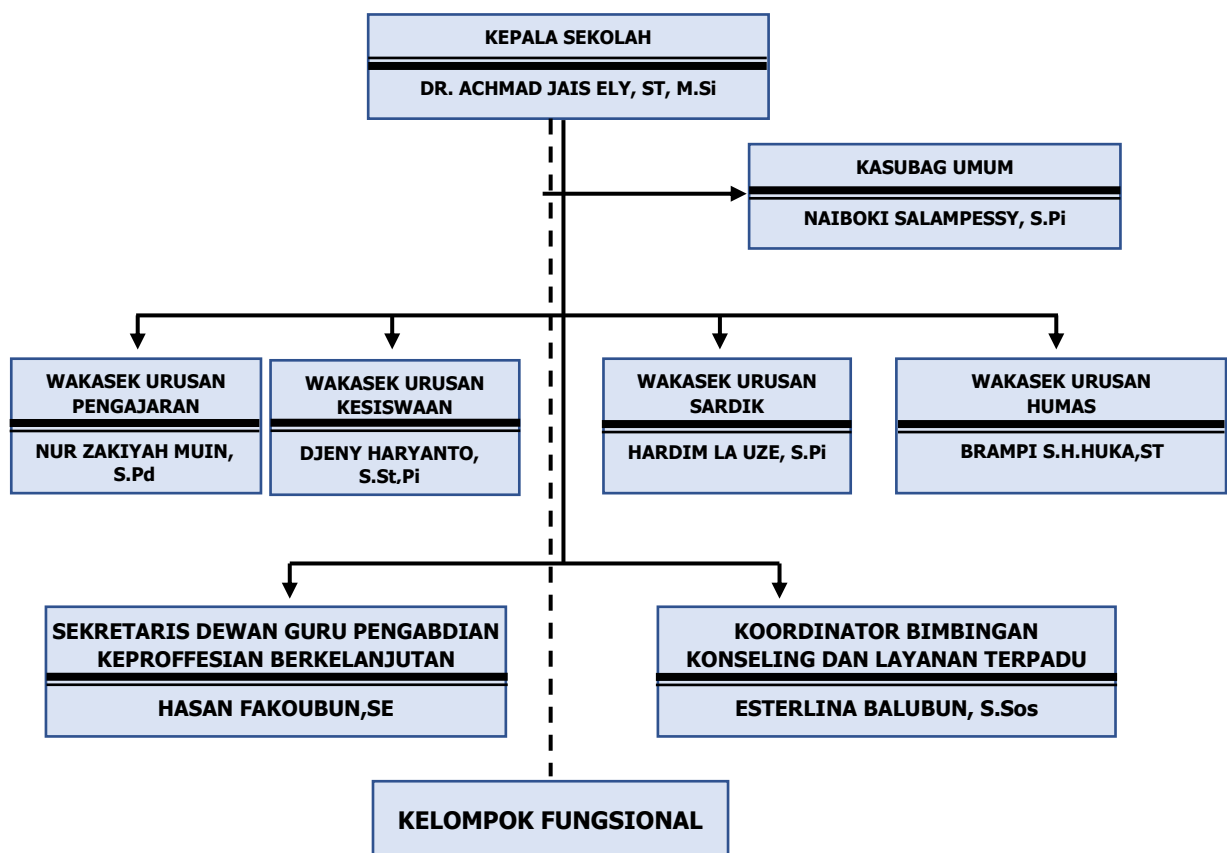 KEPALA SEKOLAH
DR. ACHMAD JAIS ELY, ST, M.Si
KASUBAG UMUM
NAIBOKI SALAMPESSY, S.Pi
WAKASEK URUSAN
PENGAJARAN
NUR ZAKIYAH MUIN,
S.Pd
WAKASEK URUSAN
KESISWAAN
DJENY HARYANTO,
S.St,Pi
WAKASEK URUSAN
SARDIK
HARDIM LA UZE, S.Pi
WAKASEK URUSAN
HUMAS
BRAMPI S.H.HUKA,ST
SEKRETARIS DEWAN GURU PENGABDIAN
KEPROFFESIAN BERKELANJUTAN
HASAN FAKOUBUN,SE
KOORDINATOR BIMBINGAN
KONSELING DAN LAYANAN TERPADU
ESTERLINA BALUBUN, S.Sos
KELOMPOK FUNGSIONAL